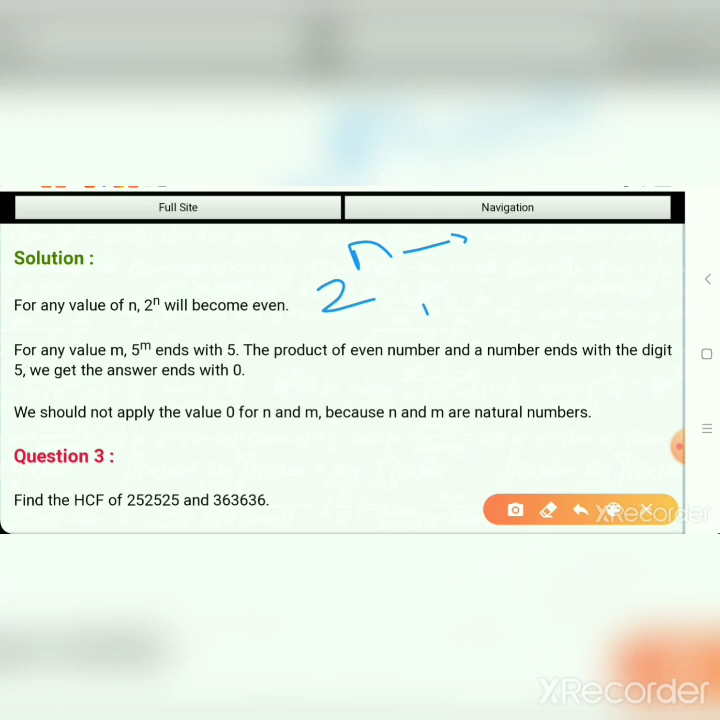 Full Site
Navigation
Solution :
n
For any value of n, 2ⁿ will become even.
2
For any value m, 5ᵐ ends with 5. The product of even number and a number ends with the digit
5, we get the answer ends with 0.
We should not apply the value 0 for n and m, because n and m are natural numbers.
Question 3 :
Find the HCF of 252525 and 363636.
XRecorder
XRecorder